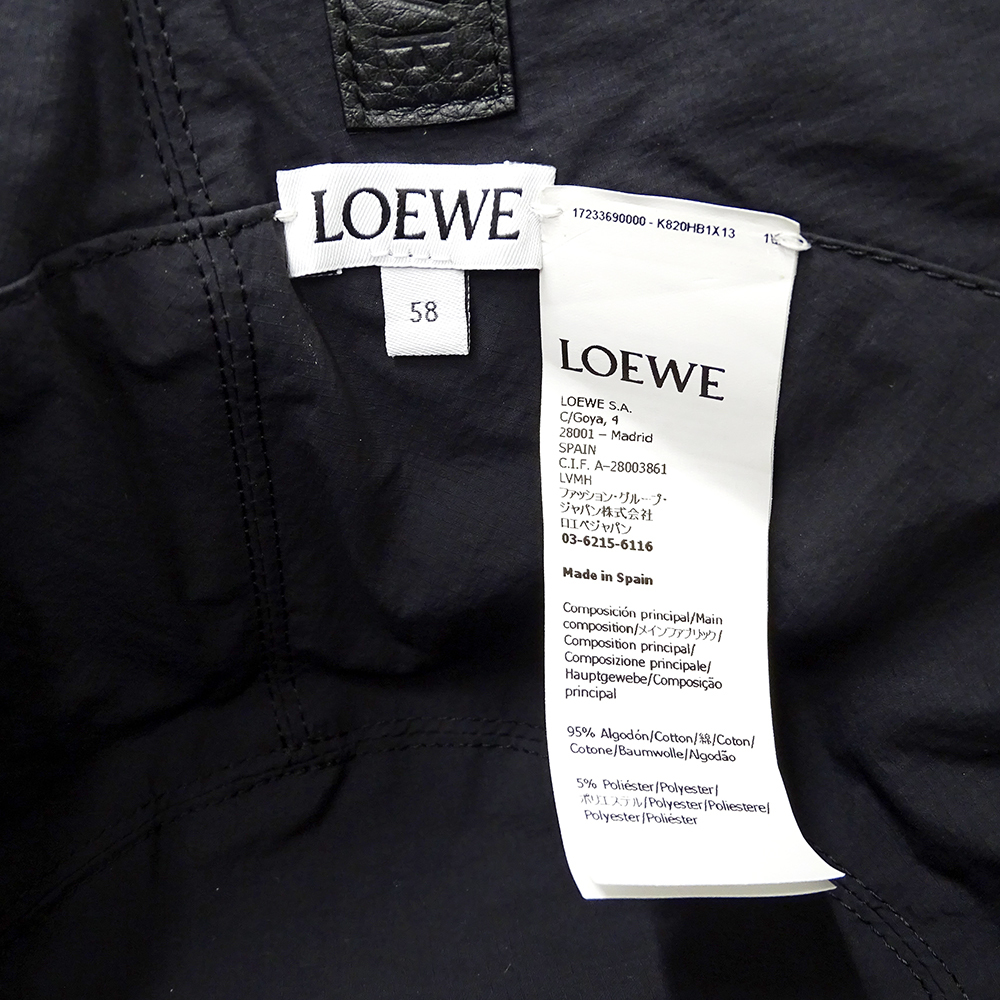 LOEWE
58
17233690000 - K820HB1X13
LOEWE
LOEWE S.A.
C/Goya, 4
28001 – Madrid
SPAIN
C.I.F. A-28003861
LVMH
ファッション・グループ・
ジャパン株式会社
ロエベジャパン
03-6215-6116
Made in Spain
Composición principal/Main
composition/メインファブリック/
Composition principal/
Composizione principale/
Hauptgewebe/Composição
principal
95% Algodón/Cotton/綿/Coton/
Cotone/Baumwolle/Algodão
5% Poliéster/Polyester/
ポリエステル/Polyester/Poliestere/
Polyester/Poliéster